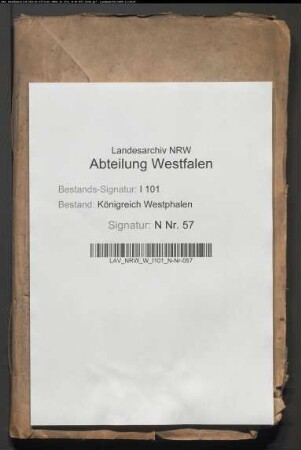 Landesarchiv NRW
Abteilung Westfalen
Bestands-Signatur: I 101
Bestand: Königreich Westphalen
Signatur: N Nr. 57
LAV_NRW_W_I101_N-Nr-057